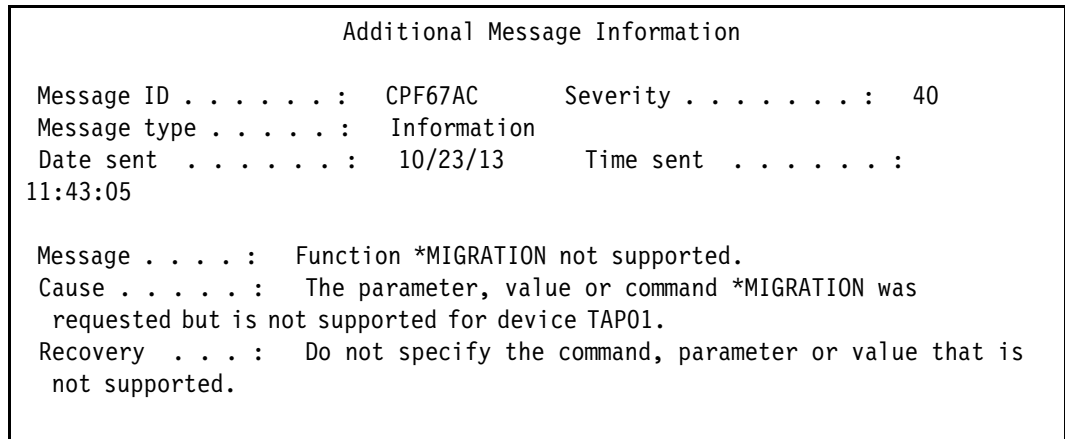 Additional Message Information
Message ID . . . . . . : CPF67AC Severity . . . . . . . : 40
Message type . . . . . : Information
Date sent . . . . . . : 10/23/13 Time sent . . . . . . :
11:43:05
Message . . . . : Function *MIGRATION not supported.
Cause . . . . . : The parameter, value or command *MIGRATION was
requested but is not supported for device TAP01.
Recovery . . . : Do not specify the command, parameter or value that is
not supported.